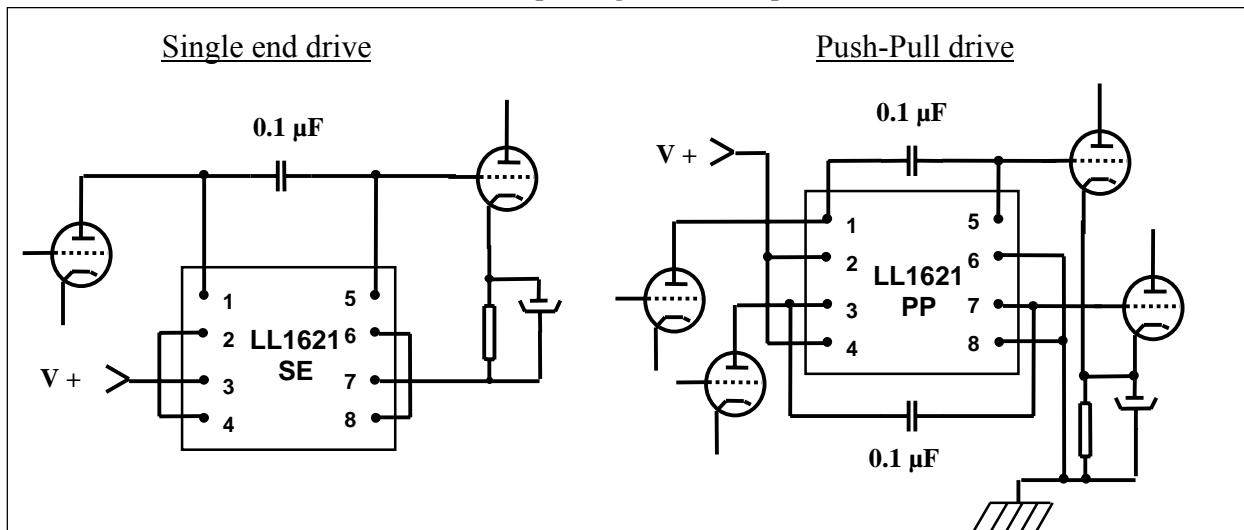 Single end drive
Push-Pull drive
0.1 µF
0.1 µF
V +
1
2
3
4
5
6
7
8
LL1621
SE
V +
1
2
3
4
5
6
7
8
LL1621
PP
0.1 µF